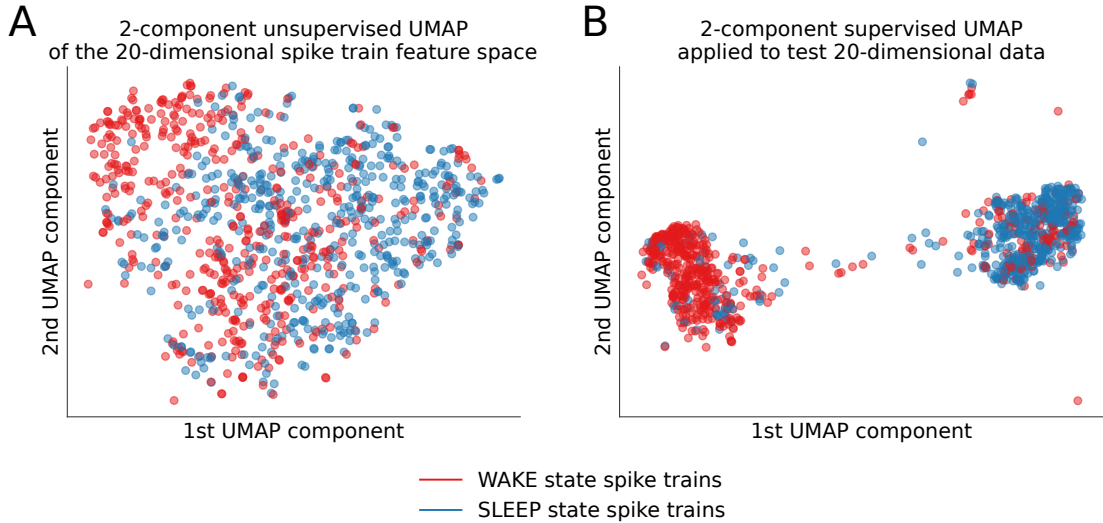 A
2-component unsupervised UMAP
of the 20-dimensional spike train feature space
2nd UMAP component
1st UMAP component
B
2-component supervised UMAP
applied to test 20-dimensional data
2nd UMAP component
1st UMAP component
WAKE state spike trains
SLEEP state spike trains